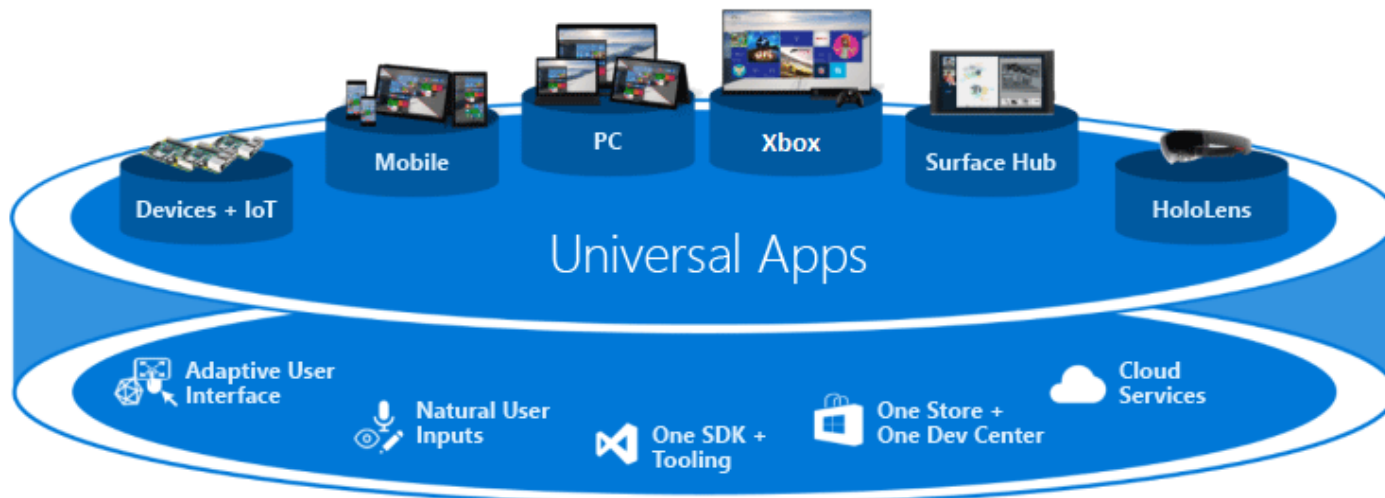 Devices + IoT
Mobile
PC
Xbox
Surface Hub
HoloLens
Universal Apps
Adaptive User
Interface
Natural User
Inputs
One SDK +
Tooling
One Store +
One Dev Center
Cloud
Services